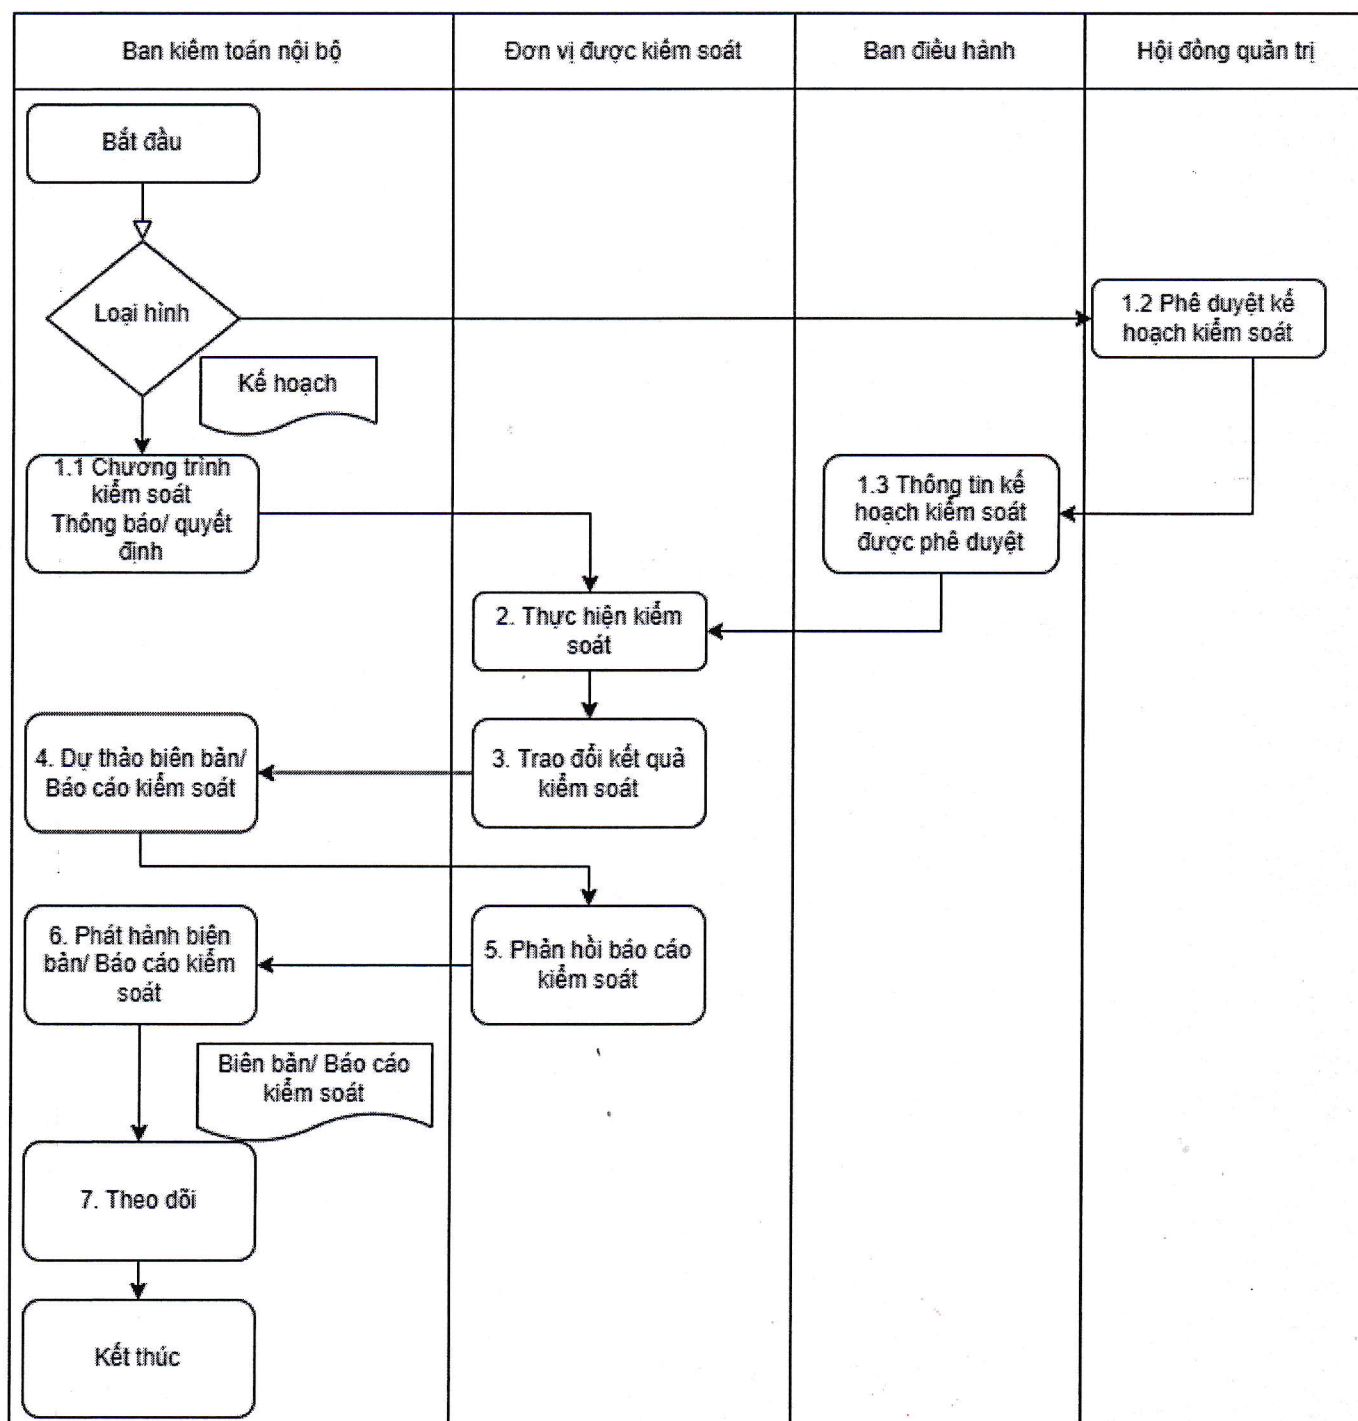 Ban kiểm toán nội bộ
Đơn vị được kiểm soát
Ban điều hành
Hội đồng quản trị
Bắt đầu
Loại hình
1.2 Phê duyệt kế
hoạch kiểm soát
Kế hoạch
1.1 Chương trình
kiểm soát
Thông báo/ quyết
định
1.3 Thông tin kế
hoạch kiểm soát
được phê duyệt
2. Thực hiện kiểm
soát
3. Trao đổi kết quả
kiểm soát
4. Dự thảo biên bản/
Báo cáo kiểm soát
5. Phản hồi báo cáo
kiểm soát
6. Phát hành biên
bản/ Báo cáo kiểm
soát
Biên bản/ Báo cáo
kiểm soát
7. Theo dõi
Kết thúc